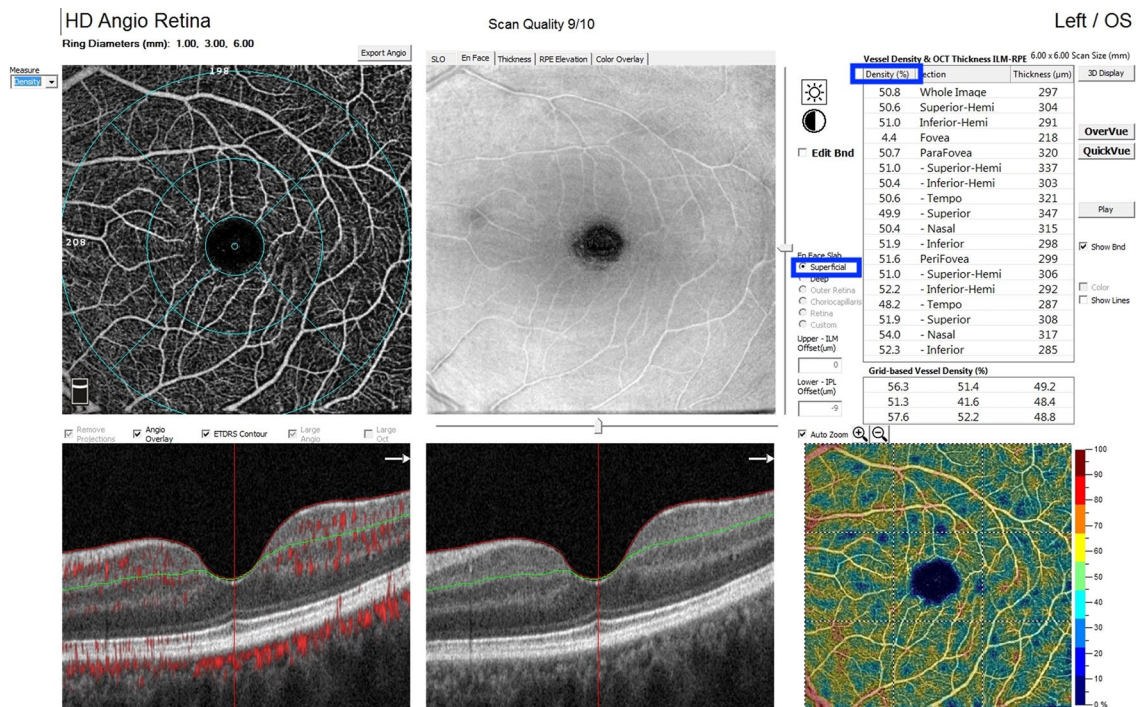 HD Angio Retina
Scan Quality 9/10
Left / OS
Ring Diameters (mm): 1.00, 3.00, 6.00
Export Angio
Measure
Density
198
208
SLO
En Face
Thickness
RPE Elevation
Color Overlay
Edit Bnd
En Face Slab
Superficial
Deep
Outer Retina
Choriocapillaris
Retina
Custom
Upper - ILM
Offset(um)
0
Lower - IPL
Offset(um)
-9
Vessel Density & OCT Thickness ILM-RPE 6.00 x 6.00 Scan Size (mm)
Density (%) ection Thickness (µm)
50.8 Whole Image 297
50.6 Superior-Hemi 304
51.0 Inferior-Hemi 291
4.4 Fovea 218
50.7 ParaFovea 320
51.0 - Superior-Hemi 337
50.4 - Inferior-Hemi 303
50.6 - Tempo 321
49.9 - Superior 347
50.4 - Nasal 315
51.9 - Inferior 298
51.6 PeriFovea 299
51.0 - Superior-Hemi 306
52.2 - Inferior-Hemi 292
48.2 - Tempo 287
51.9 - Superior 308
54.0 - Nasal 317
52.3 - Inferior 285
Grid-based Vessel Density (%)
56.3 51.4 49.2
51.3 41.6 48.4
57.6 52.2 48.8
3D Display
OverVue
QuickVue
Play
Show Bnd
Color
Show Lines
Remove
Projections
Angio
Overlay
ETDRS Contour
Large
Angio
Large
Oct
Auto Zoom
100
90
80
70
60
50
40
30
20
10
0 %